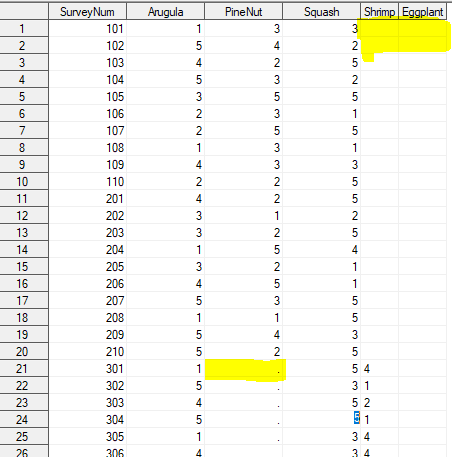 SurveyNum Arugula PineNut Squash Shrimp Eggplant
1 101 1 3 3
2 102 5 4 2
3 103 4 2 5
4 104 5 3 2
5 105 3 5 5
6 106 2 3 1
7 107 2 5 5
8 108 1 3 1
9 109 4 3 3
10 110 2 2 5
11 201 4 2 5
12 202 3 1 2
13 203 3 2 5
14 204 1 5 4
15 205 3 2 1
16 206 4 5 1
17 207 5 3 5
18 208 1 1 5
19 209 5 4 3
20 210 5 2 5
21 301 1 . 5 4
22 302 5 . 3 1
23 303 4 . 5 2
24 304 5 . 5 1
25 305 1 . 3 4
26 306 4 . 3 4